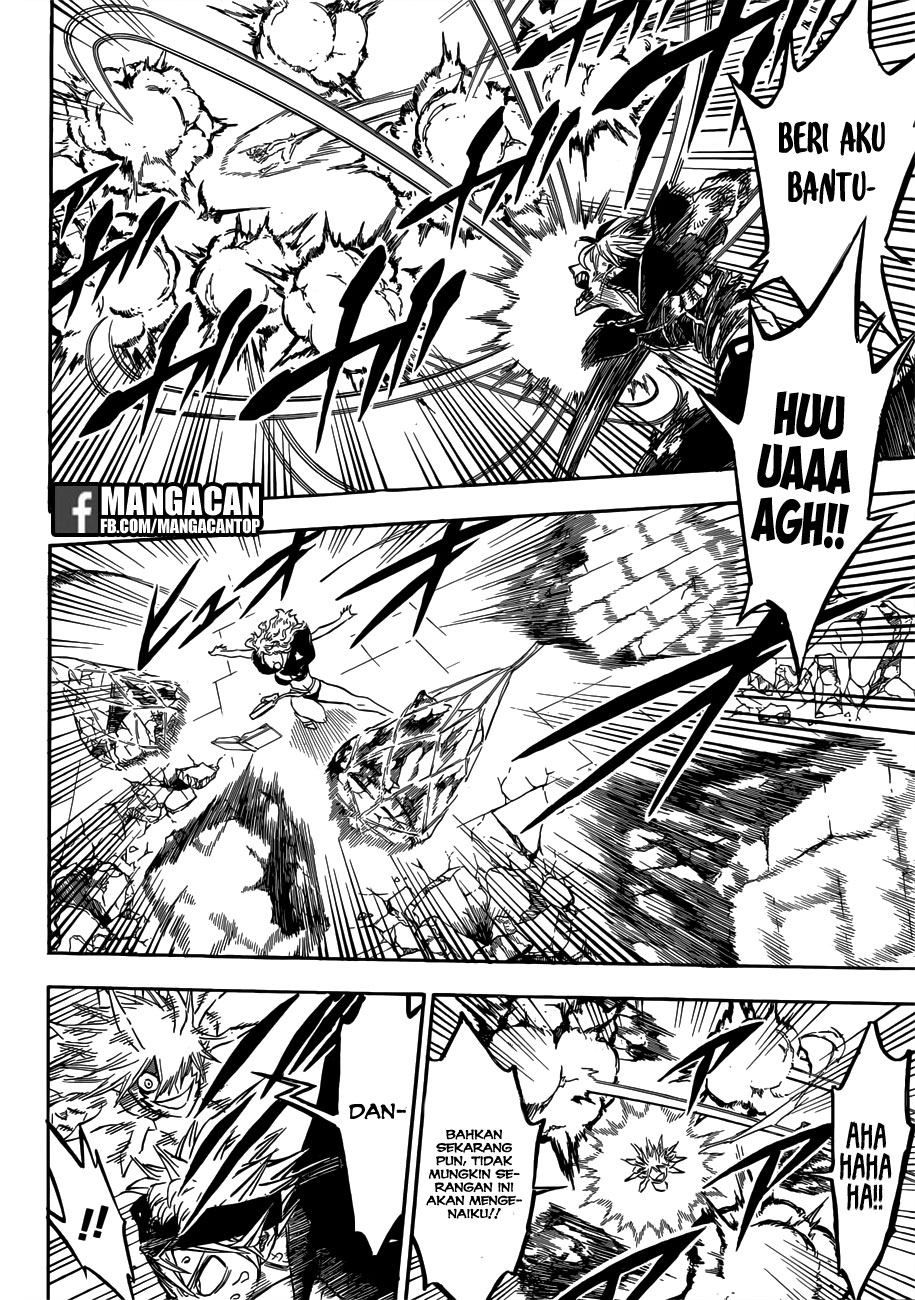 BERI AKU
BANTU-
HUU
UAAA
AGH!!
MANGACAN
FB.COM/MANGACANTOP
AHA
HAHA
HA!!
BAHKAN
SEKARANG
PUN, TIDAK
MUNGKIN SE-
RANGAN INI
AKAN MENGE-
NAIKU!!
DAN-
!!